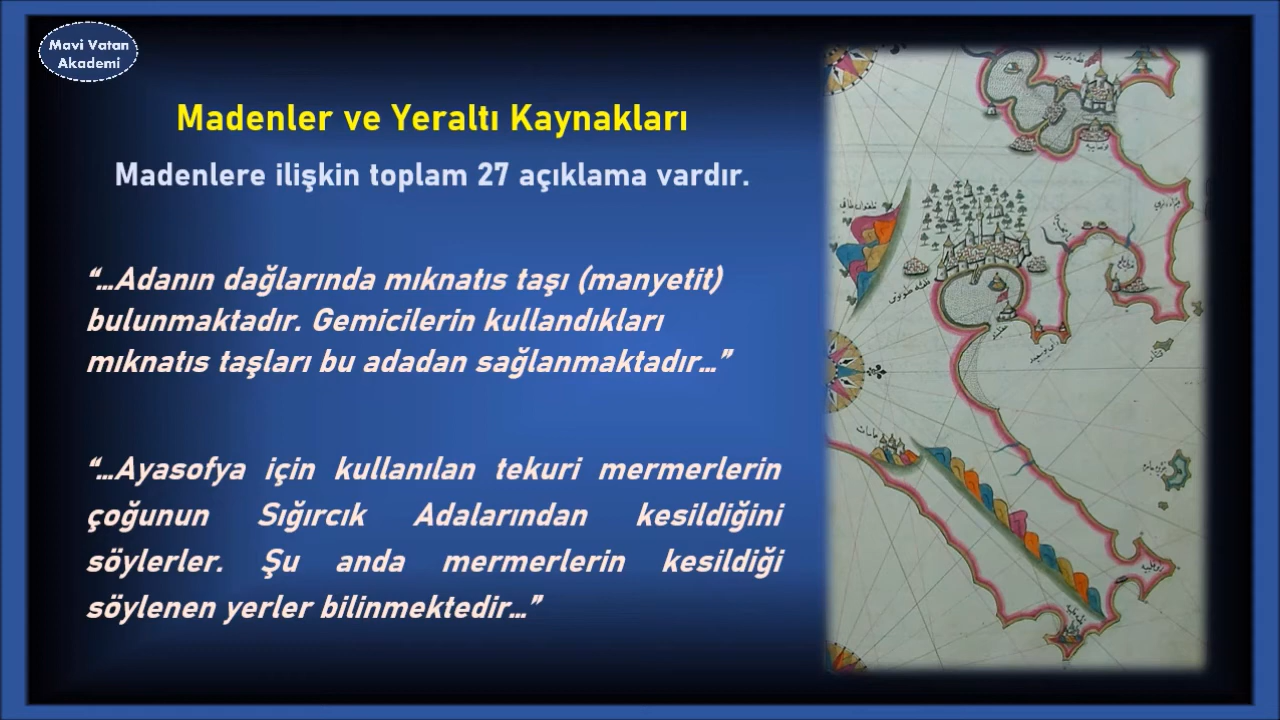 Mavi Vatan
Akademi
Madenler ve Yeraltı Kaynakları
Madenlere ilişkin toplam 27 açıklama vardır.
“...Adanın dağlarında mıknatıs taşı (manyetit)
bulunmaktadır. Gemicilerin kullandıkları
mıknatıs taşları bu adadan sağlanmaktadır...”
“...Ayasofya için kullanılan tekuri mermerlerin
çoğunun Sığırcık Adalarından kesildiğini
söylerler. Şu anda mermerlerin kesildiği
söylenen yerler bilinmektedir...”